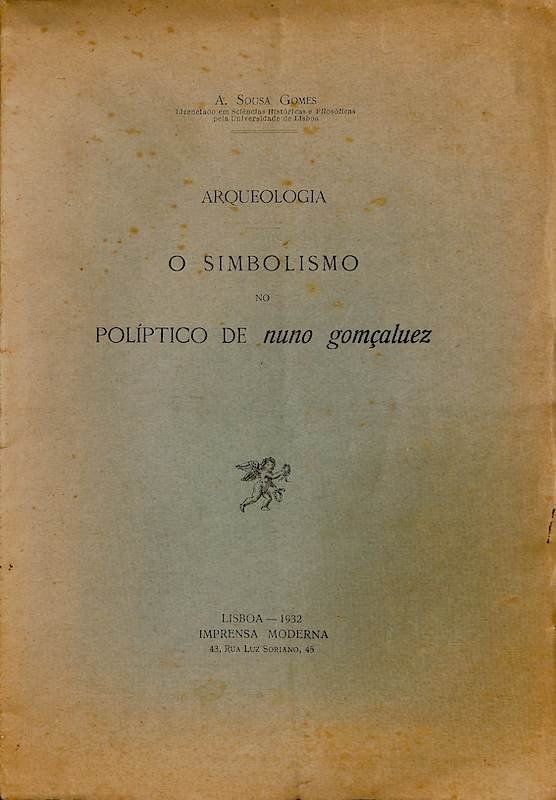 A. SOUSA GOMES
Licenciado em Sciências Históricas e Filosóficas
pela Universidade de Lisboa
ARQUEOLOGIA
O SIMBOLISMO
NO
POLÍPTICO DE nuno gomçaluez
LISBOA — 1932
IMPRENSA MODERNA
43, RUA LUZ SORIANO, 45